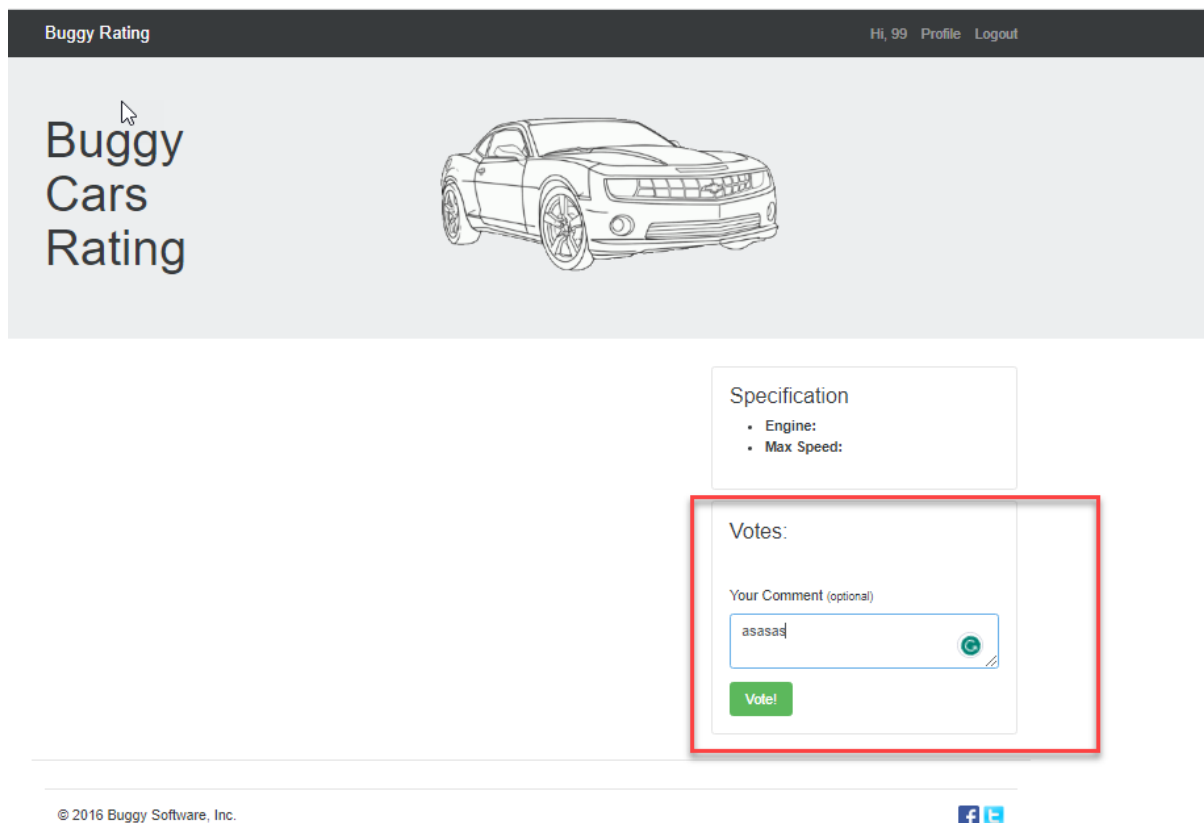 Buggy Rating
Hi, 99 Profile Logout
Buggy
Cars
Rating
Specification
Engine:
Max Speed:
Votes:
Your Comment (optional)
asasas
Vote!
© 2016 Buggy Software, Inc.